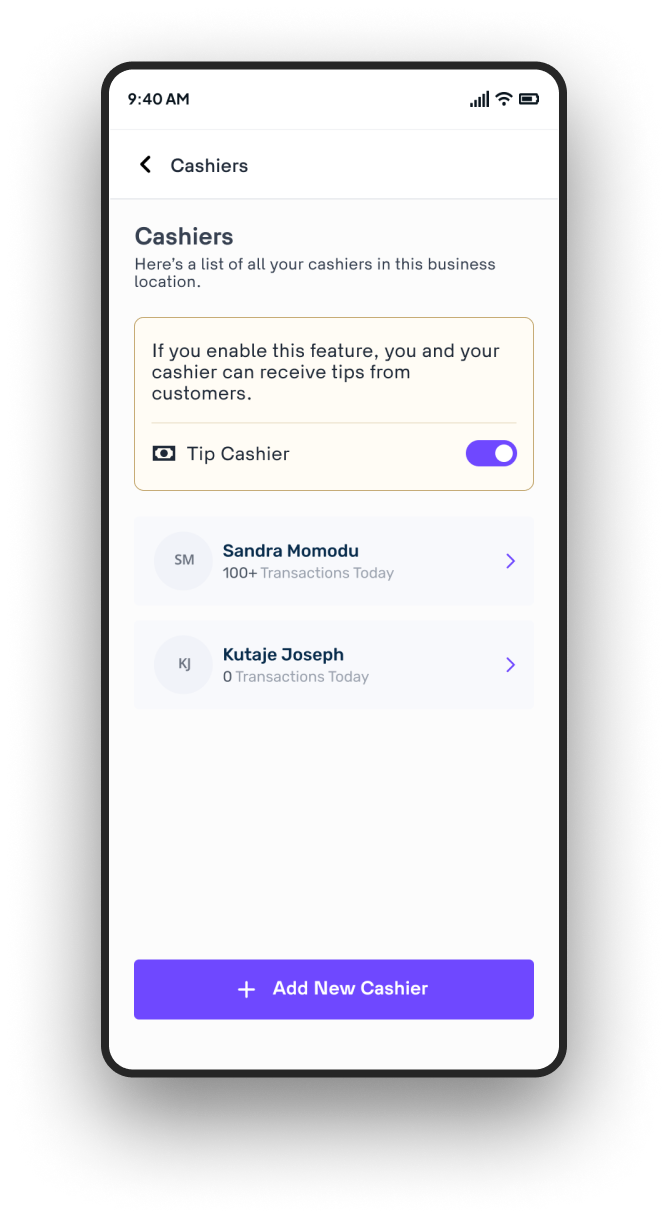 9:40 AM
Cashiers
Cashiers
Here's a list of all your cashiers in this business
location.
If you enable this feature, you and your
cashier can receive tips from
customers.
Tip Cashier
SM
Sandra Momodu
100+ Transactions Today
KJ
Kutaje Joseph
0 Transactions Today
Add New Cashier